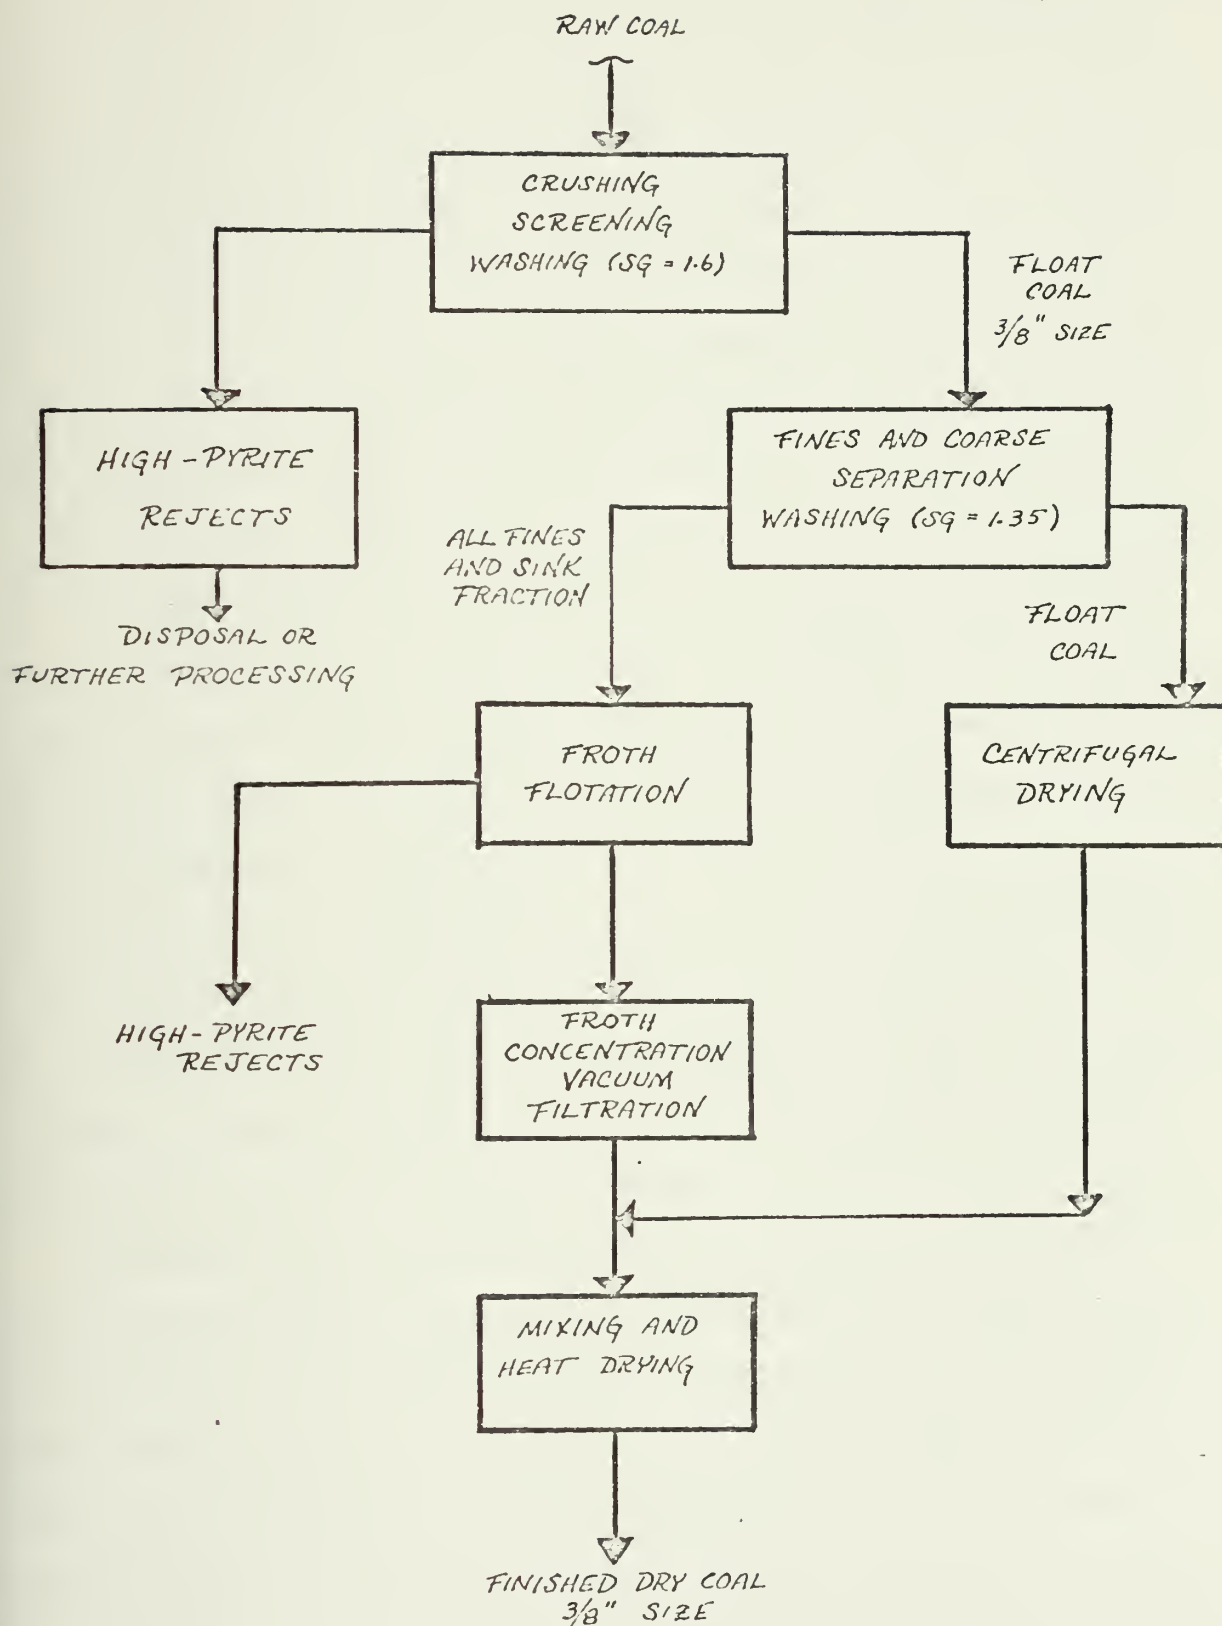 RAW COAL
CRUSHING
SCREENING
WASHING (SG = 1.6)
FLOAT
COAL
3/8" SIZE
HIGH-PYRITE
REJECTS
FINES AND COARSE
SEPARATION
WASHING (SG = 1.35)
ALL FINES
AND SINK
FRACTION
FLOAT
COAL
DISPOSAL OR
FURTHER PROCESSING
FROTH
FLOTATION
CENTRIFUGAL
DRYING
HIGH-PYRITE
REJECTS
FROTH
CONCENTRATION
VACUUM
FILTRATION
MIXING AND
HEAT DRYING
FINISHED DRY COAL
3/8" SIZE